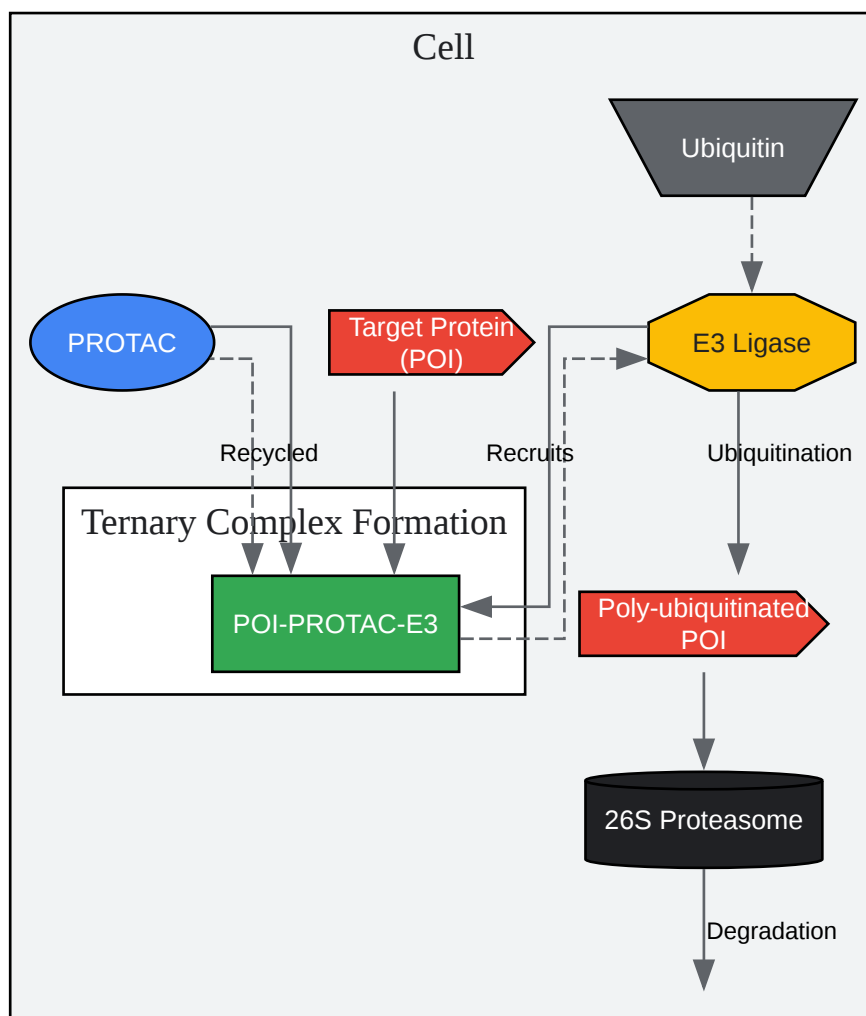 Cell
Ubiquitin
PROTAC
Target Protein
(POI)
E3 Ligase
Recycled
Recruits
Ubiquitination
Ternary Complex Formation
POI-PROTAC-E3
Poly-ubiquitinated
POI
26S Proteasome
Degradation